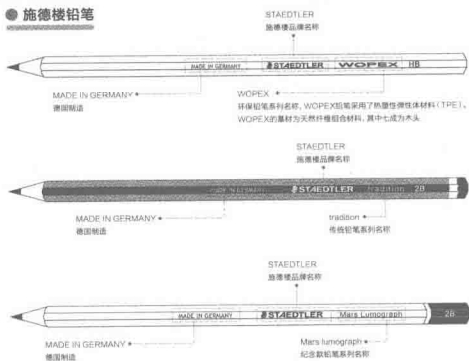 施德楼铅笔
STAEDTLER
施德楼品牌名称
MADE IN GERMANY STAEDTLER WOPEX HB
MADE IN GERMANY
德国制造
WOPEX
环保铅笔系列名称，WOPEX铅笔采用了热塑性弹性体材料（TPE），
WOPEX的基材为天然纤维组合材料，其中七成为木头
STAEDTLER
施德楼品牌名称
MADE IN GERMANY STAEDTLER tradition 2B
MADE IN GERMANY
德国制造
tradition
传统铅笔系列名称
STAEDTLER
施德楼品牌名称
MADE IN GERMANY STAEDTLER Mars Lumograph 2B
MADE IN GERMANY
德国制造
Mars lumograph
纪念款铅笔系列名称